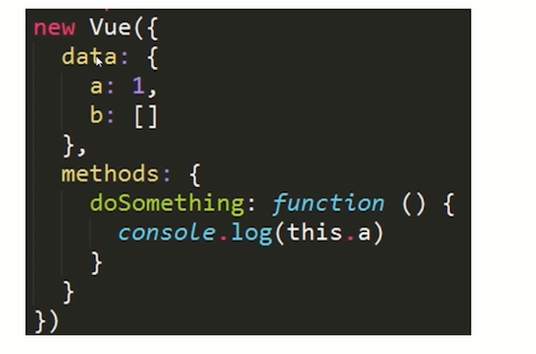 new Vue({
  data: {
    a: 1,
    b: []
  },
  methods: {
    doSomething: function () {
      console.log(this.a)
    }
  }
})